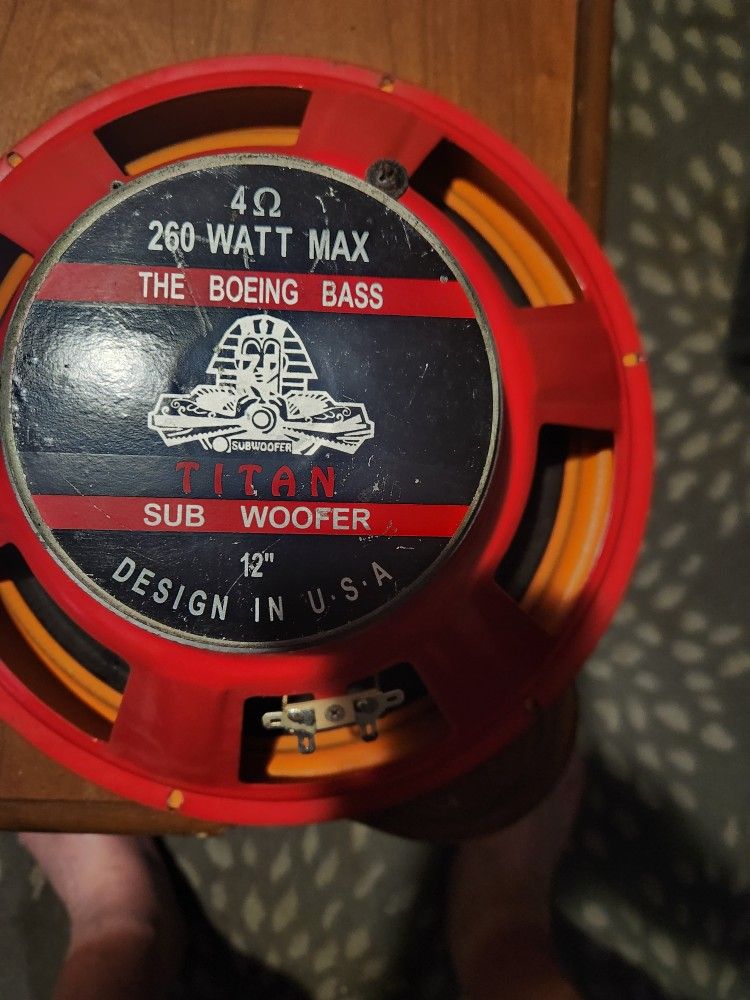 4Ω
260 WATT MAX
THE BOEING BASS
SUBWOOFER
TITAN
SUB WOOFER
12"
DESIGN IN U·S·A